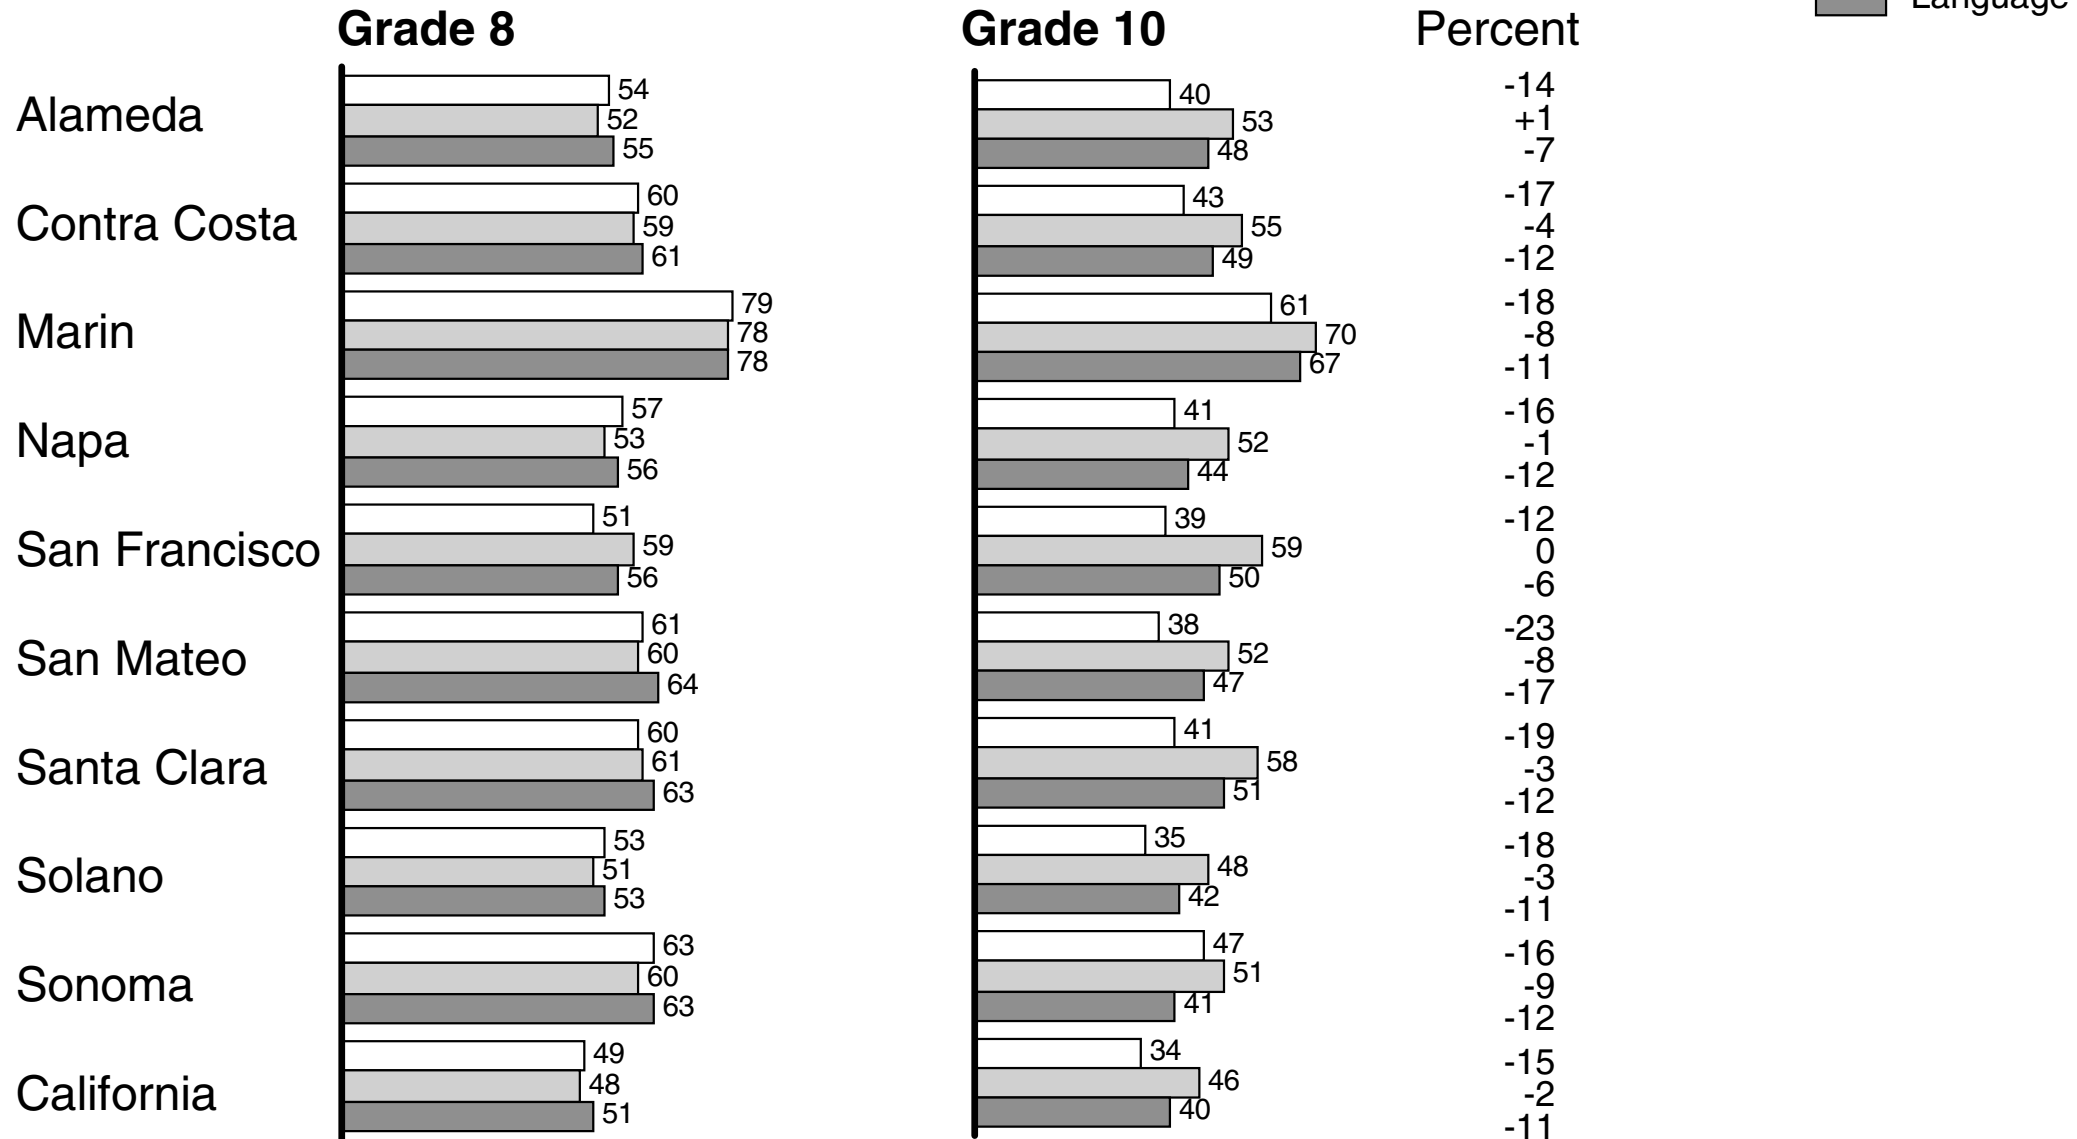 Language
Grade 8 Grade 10 Percent
Alameda
54 40 -14
52 53 +1
55 48 -7
Contra Costa
60 43 -17
59 55 -4
61 49 -12
Marin
79 61 -18
78 70 -8
78 67 -11
Napa
57 41 -16
53 52 -1
56 44 -12
San Francisco
51 39 -12
59 59 0
56 50 -6
San Mateo
61 38 -23
60 52 -8
64 47 -17
Santa Clara
60 41 -19
61 58 -3
63 51 -12
Solano
53 35 -18
51 48 -3
53 42 -11
Sonoma
63 47 -16
60 51 -9
63 41 -12
California
49 34 -15
48 46 -2
51 40 -11